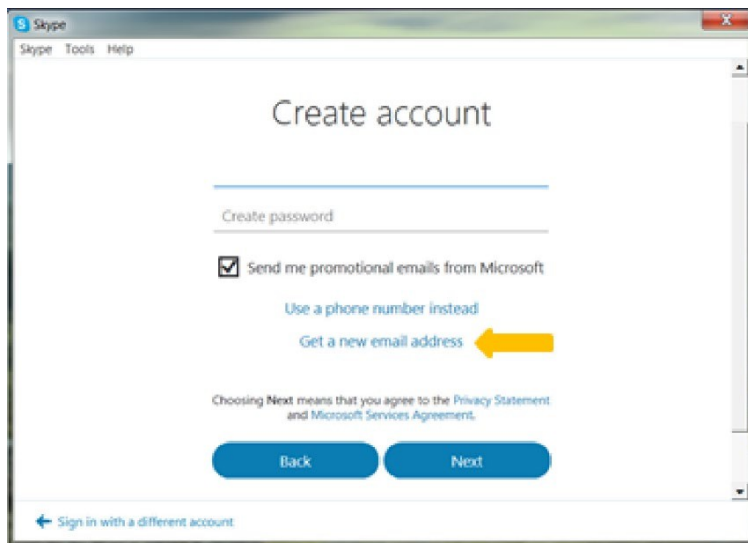 Skype
Skype Tools Help
Create account
Create password
Send me promotional emails from Microsoft
Use a phone number instead
Get a new email address
Choosing Next means that you agree to the Privacy Statement
and Microsoft Services Agreement.
Back Next
Sign in with a different account